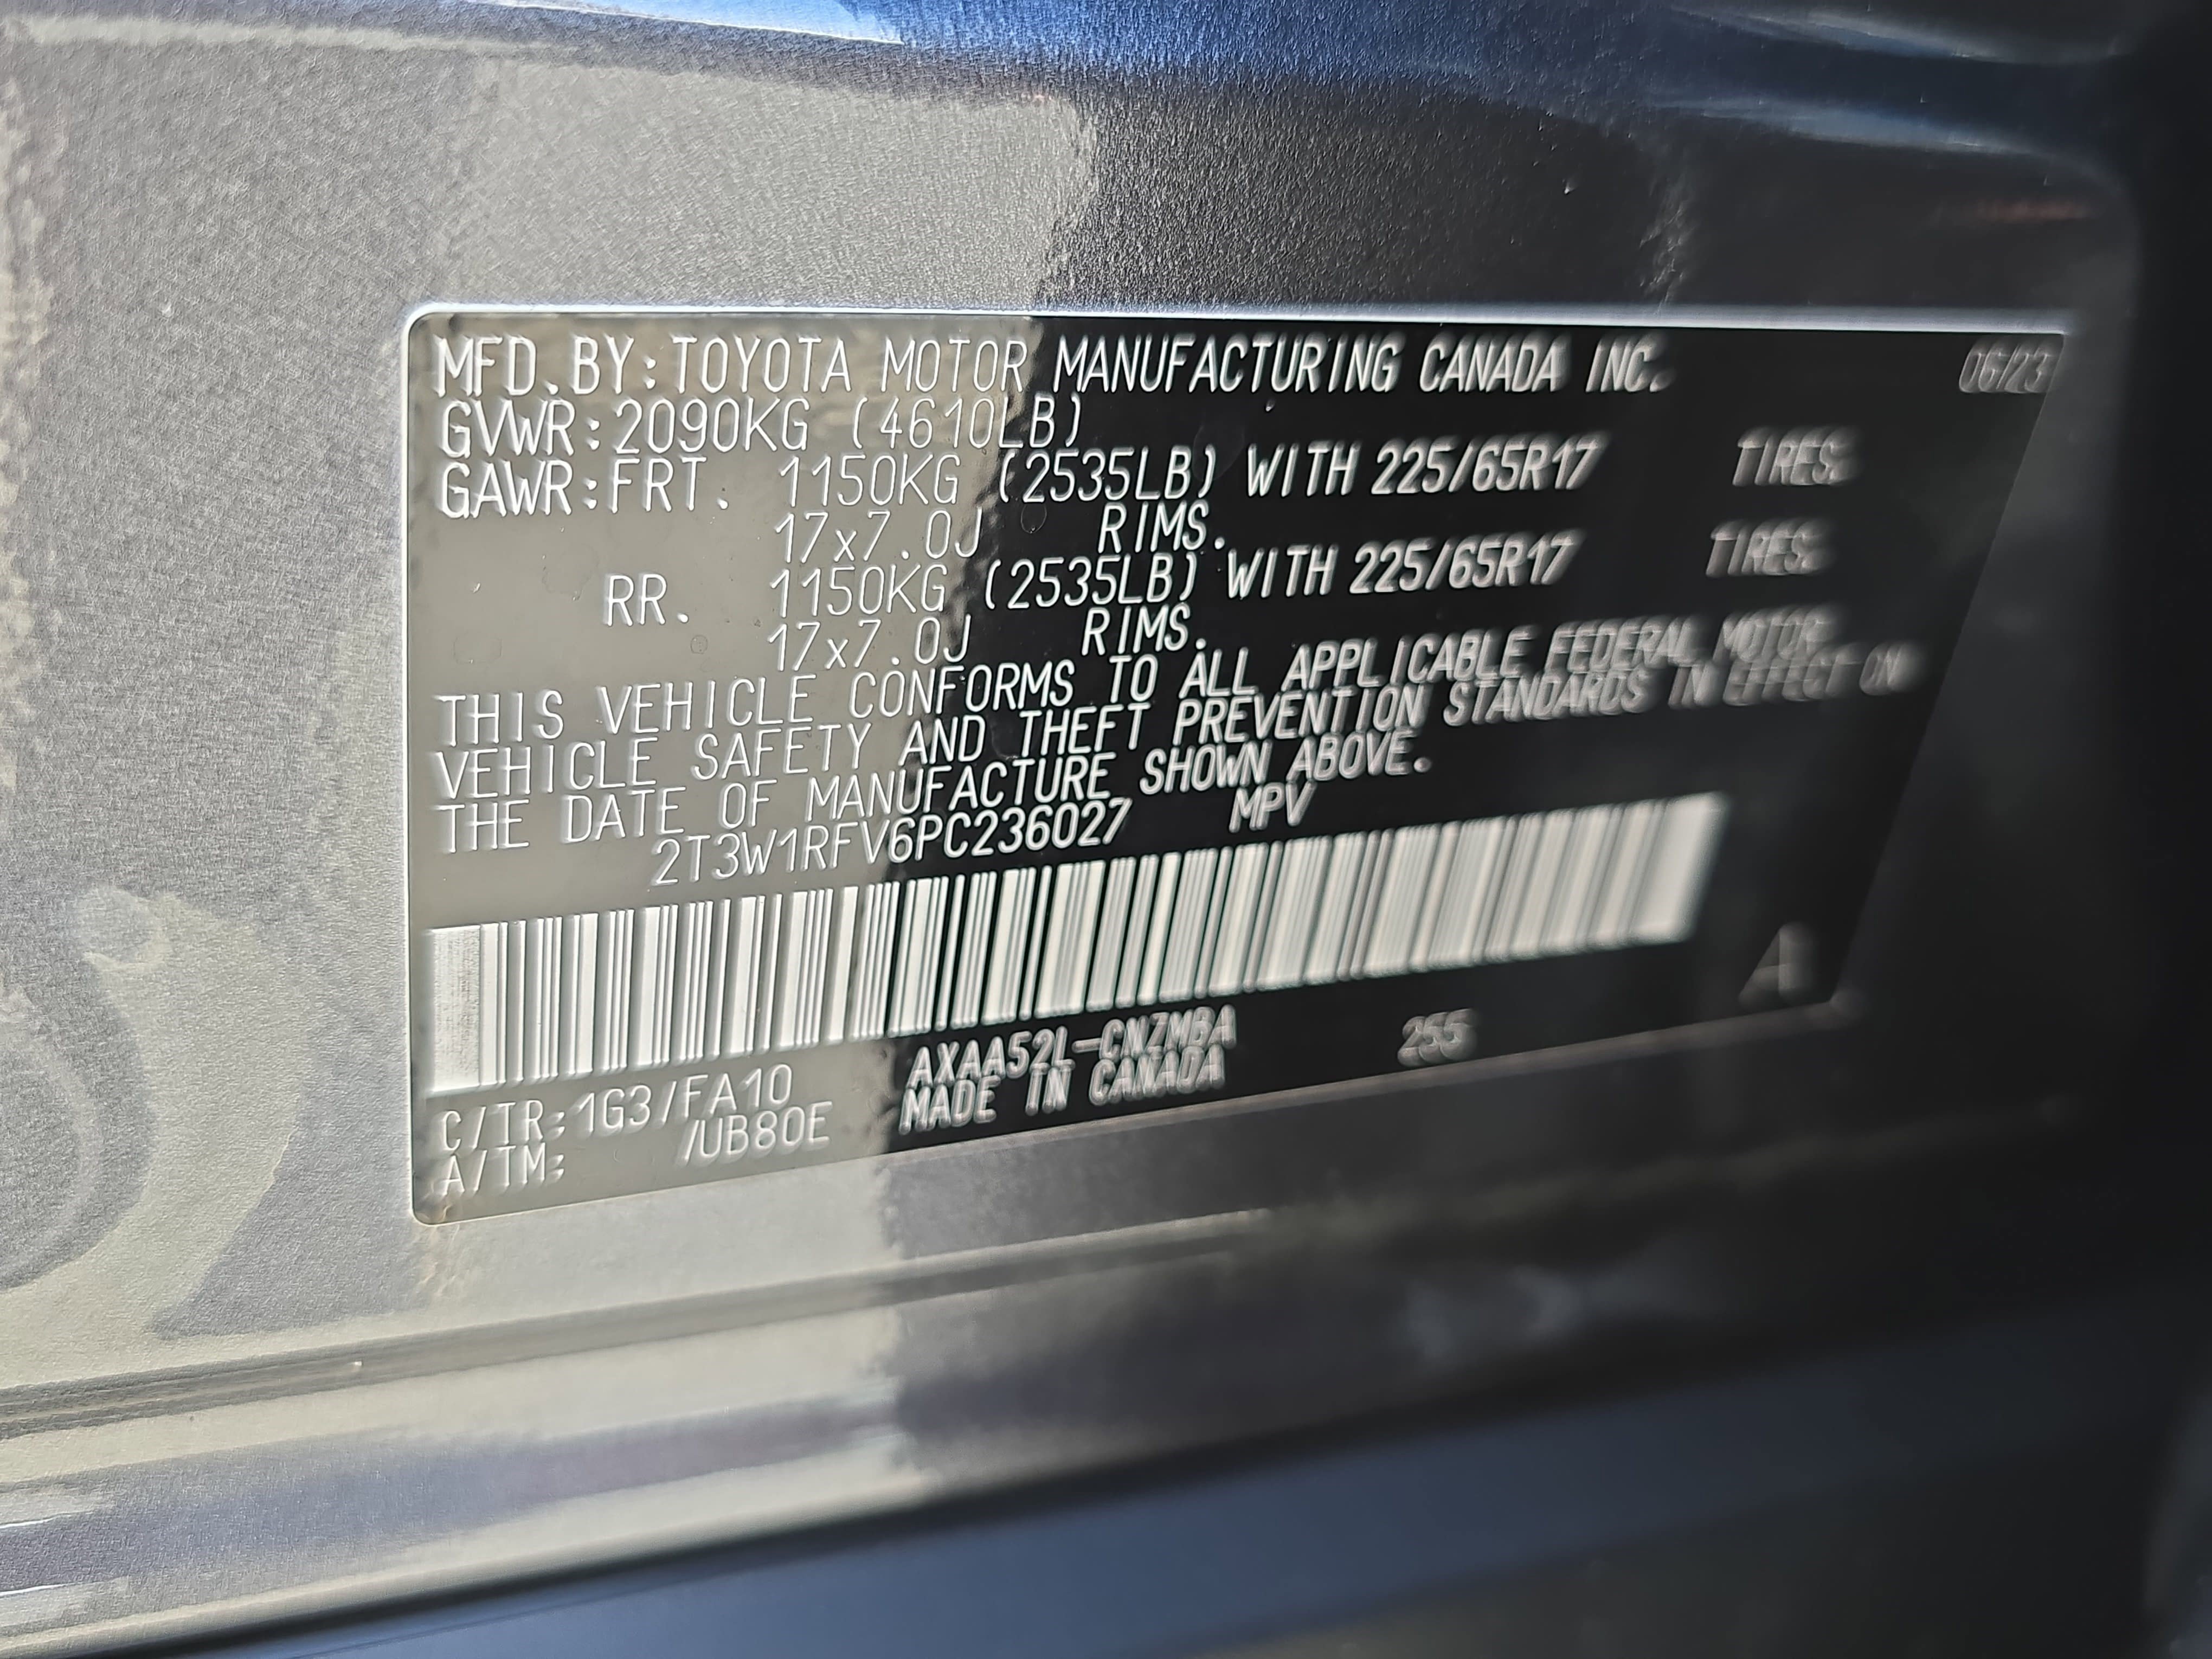 MFD.BY:TOYOTA MOTOR MANUFACTURING CANADA INC. 06/23
GVWR:2090KG (4610LB)
GAWR:FRT. 1150KG (2535LB) WITH 225/65R17 TIRES.
17x7.0J RIMS.
RR. 1150KG (2535LB) WITH 225/65R17 TIRES.
17x7.0J RIMS.
THIS VEHICLE CONFORMS TO ALL APPLICABLE FEDERAL MOTOR
VEHICLE SAFETY AND THEFT PREVENTION STANDARDS IN EFFECT ON
THE DATE OF MANUFACTURE SHOWN ABOVE.
2T3W1RFV6PC236027 MPV
A
C/TR:1G3/FA10 AXAA52L-CNZMBA 255
A/TM: /UB80E MADE IN CANADA